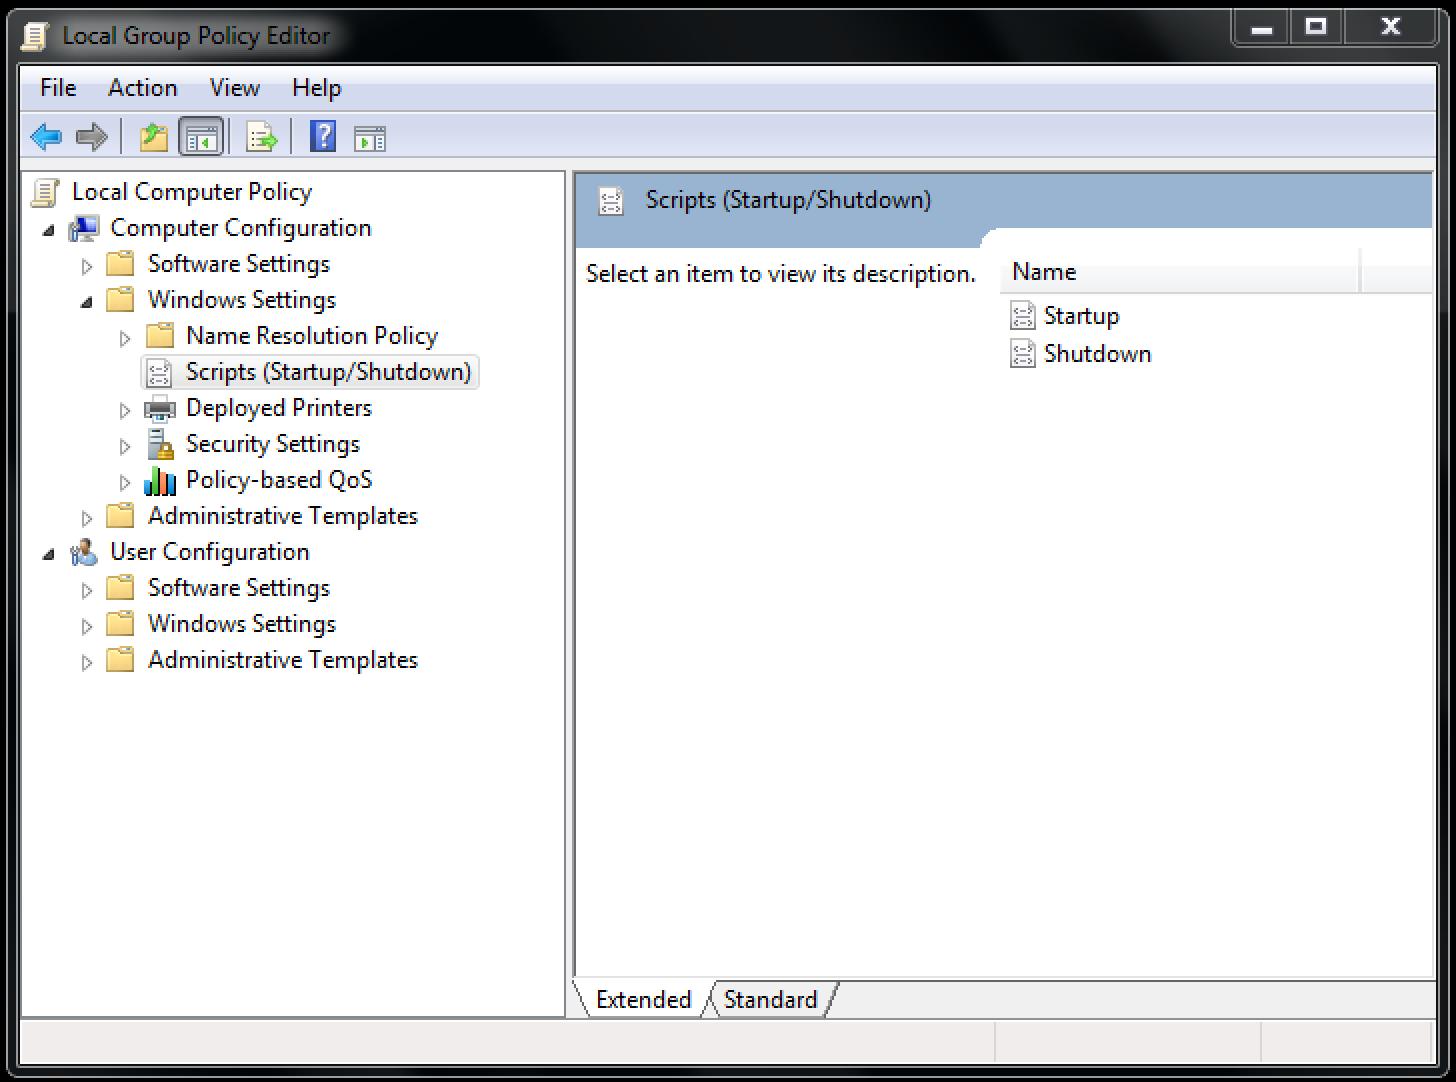 Local Group Policy Editor
File Action View Help
?
Local Computer Policy
Computer Configuration
Software Settings
Windows Settings
Name Resolution Policy
Scripts (Startup/Shutdown)
Deployed Printers
Security Settings
Policy-based QoS
Administrative Templates
User Configuration
Software Settings
Windows Settings
Administrative Templates
Scripts (Startup/Shutdown)
Select an item to view its description.
Name
Startup
Shutdown
Extended Standard